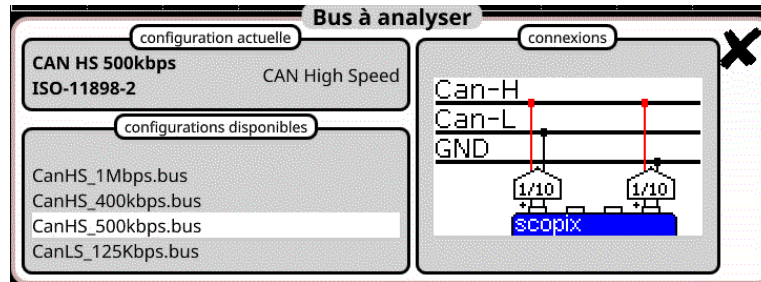 Bus à analyser
configuration actuelle
CAN HS 500kbps
ISO-11898-2
CAN High Speed
configurations disponibles
CanHS_1Mbps.bus
CanHS_400kbps.bus
CanHS_500kbps.bus
CanLS_125Kbps.bus
connexions
Can-H
Can-L
GND
1/10
1/10
scopix